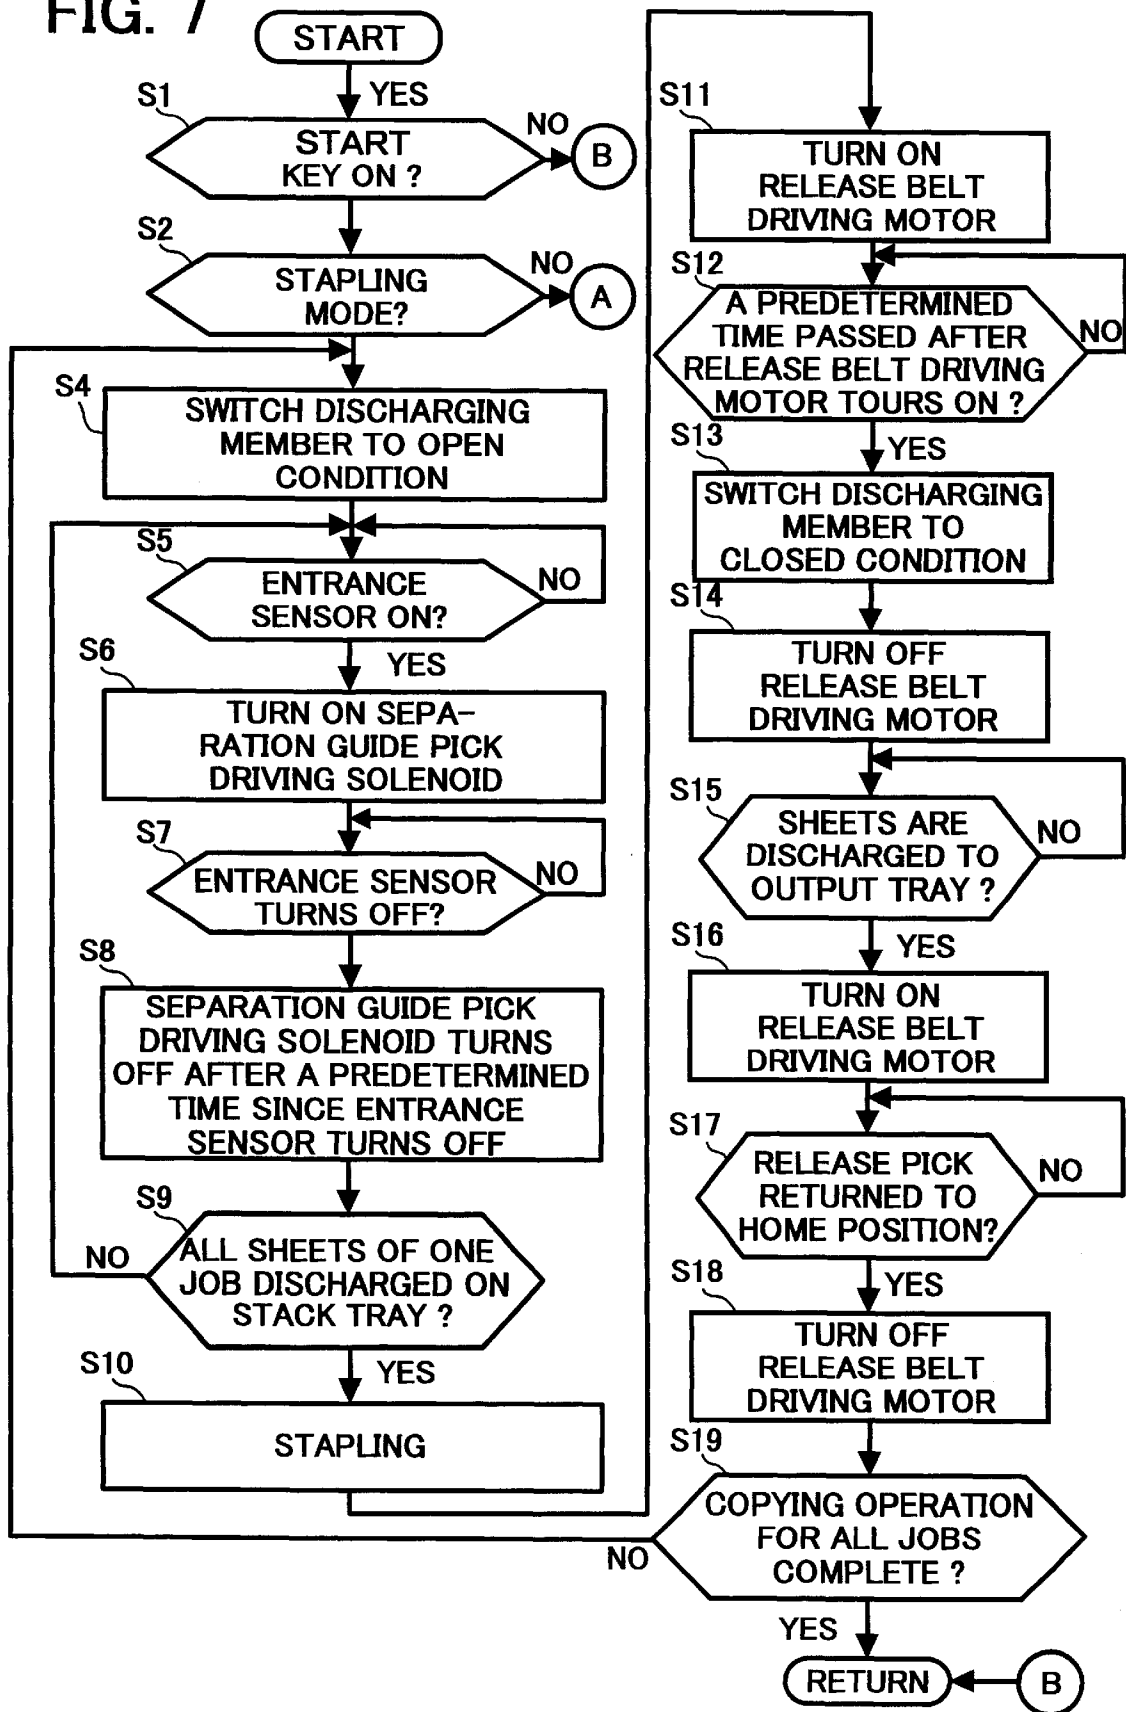 FIG. 7
START
YES
S1
START
KEY ON ?
NO
B
S2
STAPLING
MODE?
NO
A
S4
SWITCH DISCHARGING
MEMBER TO OPEN
CONDITION
S5
ENTRANCE
SENSOR ON?
NO
YES
S6
TURN ON SEPA-
RATION GUIDE PICK
DRIVING SOLENOID
S7
ENTRANCE SENSOR
TURNS OFF?
NO
S8
SEPARATION GUIDE PICK
DRIVING SOLENOID TURNS
OFF AFTER A PREDETERMINED
TIME SINCE ENTRANCE
SENSOR TURNS OFF
S9
NO
ALL SHEETS OF ONE
JOB DISCHARGED ON
STACK TRAY ?
YES
S10
STAPLING
S11
TURN ON
RELEASE BELT
DRIVING MOTOR
S12
A PREDETERMINED
TIME PASSED AFTER
RELEASE BELT DRIVING
MOTOR TOURS ON ?
NO
YES
S13
SWITCH DISCHARGING
MEMBER TO
CLOSED CONDITION
S14
TURN OFF
RELEASE BELT
DRIVING MOTOR
S15
SHEETS ARE
DISCHARGED TO
OUTPUT TRAY ?
NO
YES
S16
TURN ON
RELEASE BELT
DRIVING MOTOR
S17
RELEASE PICK
RETURNED TO
HOME POSITION?
NO
YES
S18
TURN OFF
RELEASE BELT
DRIVING MOTOR
S19
COPYING OPERATION
FOR ALL JOBS
COMPLETE ?
NO
YES
RETURN
B